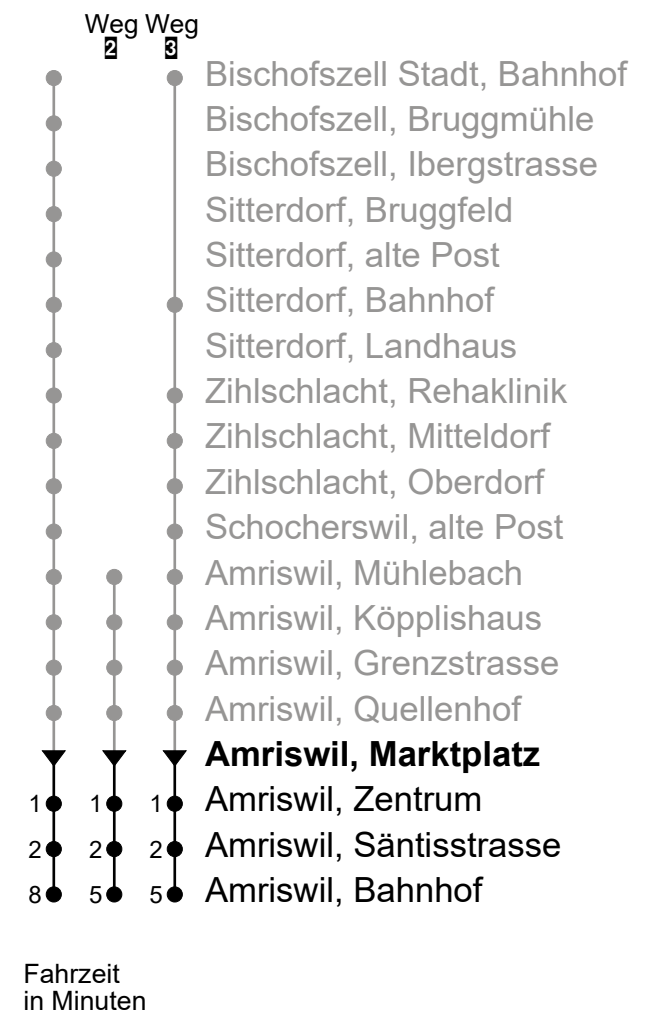 Weg Weg
2 3
Bischofszell Stadt, Bahnhof
Bischofszell, Bruggmühle
Bischofszell, Ibergstrasse
Sitterdorf, Bruggfeld
Sitterdorf, alte Post
Sitterdorf, Bahnhof
Sitterdorf, Landhaus
Zihlschlacht, Rehaklinik
Zihlschlacht, Mitteldorf
Zihlschlacht, Oberdorf
Schocherswil, alte Post
Amriswil, Mühlebach
Amriswil, Köpplishaus
Amriswil, Grenzstrasse
Amriswil, Quellenhof
Amriswil, Marktplatz
1 1 1 Amriswil, Zentrum
2 2 2 Amriswil, Säntisstrasse
8 5 5 Amriswil, Bahnhof
Fahrzeit
in Minuten